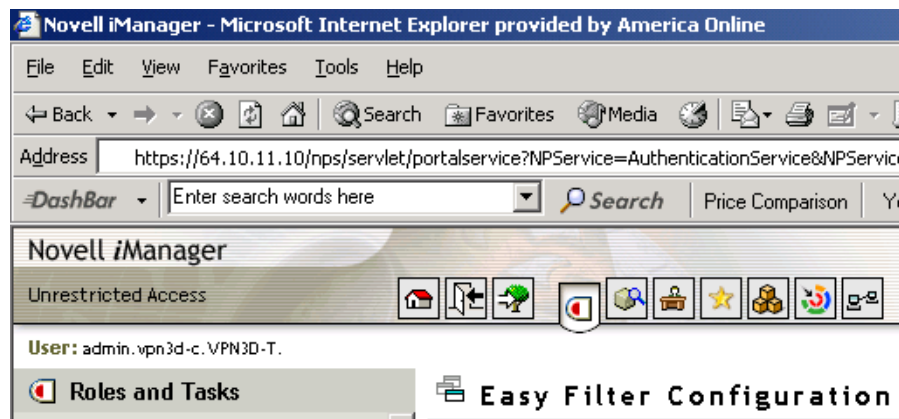 Novell iManager - Microsoft Internet Explorer provided by America Online
File Edit View Favorites Tools Help
Back Search Favorites Media
Address https://64.10.11.10/nps/servlet/portalservice?NPService=AuthenticationService&NPService
DashBar Enter search words here Search Price Comparison
Novell iManager
Unrestricted Access
User: admin.vpn3d-c.VPN3D-T.
Roles and Tasks
Easy Filter Configuration